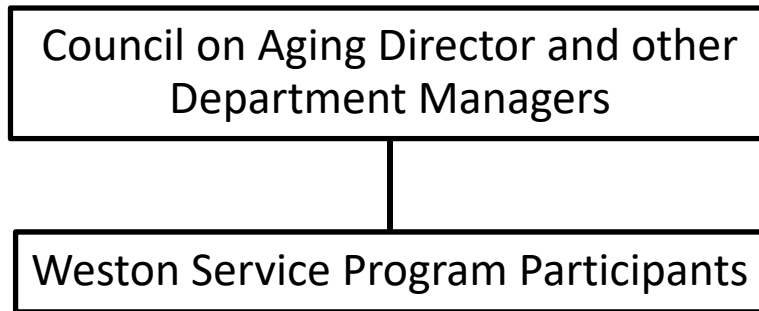 Council on Aging Director and other
Department Managers
Weston Service Program Participants